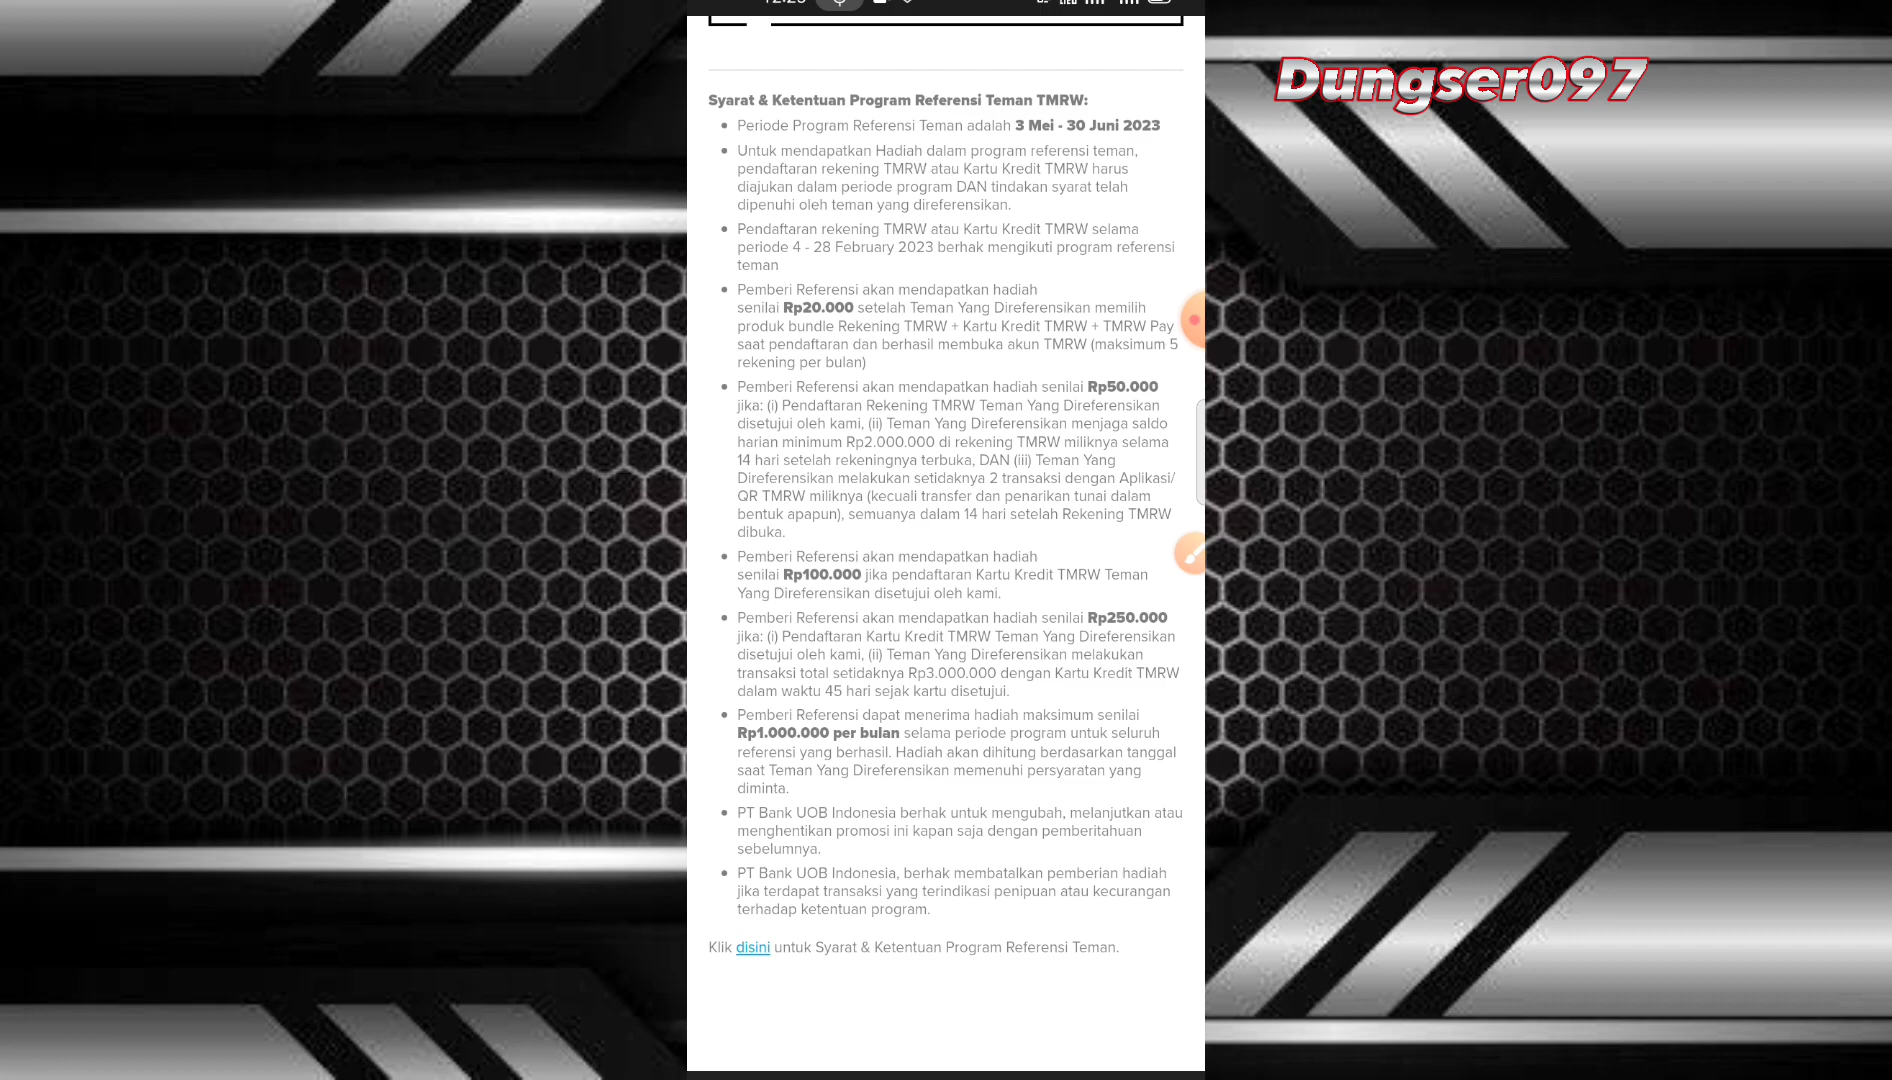 Dungser097
Syarat & Ketentuan Program Referensi Teman TMRW:
Periode Program Referensi Teman adalah 3 Mei - 30 Juni 2023
Untuk mendapatkan Hadiah dalam program referensi teman,
pendaftaran rekening TMRW atau Kartu Kredit TMRW harus
diajukan dalam periode program DAN tindakan syarat telah
dipenuhi oleh teman yang direferensikan.
Pendaftaran rekening TMRW atau Kartu Kredit TMRW selama
periode 4 - 28 February 2023 berhak mengikuti program referensi
teman
Pemberi Referensi akan mendapatkan hadiah
senilai Rp20.000 setelah Teman Yang Direferensikan memilih
produk bundle Rekening TMRW + Kartu Kredit TMRW + TMRW Pay
saat pendaftaran dan berhasil membuka akun TMRW (maksimum 5
rekening per bulan)
Pemberi Referensi akan mendapatkan hadiah senilai Rp50.000
jika: (i) Pendaftaran Rekening TMRW Teman Yang Direferensikan
disetujui oleh kami, (ii) Teman Yang Direferensikan menjaga saldo
harian minimum Rp2.000.000 di rekening TMRW miliknya selama
14 hari setelah rekeningnya terbuka, DAN (iii) Teman Yang
Direferensikan melakukan setidaknya 2 transaksi dengan Aplikasi/
QR TMRW miliknya (kecuali transfer dan penarikan tunai dalam
bentuk apapun), semuanya dalam 14 hari setelah Rekening TMRW
dibuka.
Pemberi Referensi akan mendapatkan hadiah
senilai Rp100.000 jika pendaftaran Kartu Kredit TMRW Teman
Yang Direferensikan disetujui oleh kami.
Pemberi Referensi akan mendapatkan hadiah senilai Rp250.000
jika: (i) Pendaftaran Kartu Kredit TMRW Teman Yang Direferensikan
disetujui oleh kami, (ii) Teman Yang Direferensikan melakukan
transaksi total setidaknya Rp3.000.000 dengan Kartu Kredit TMRW
dalam waktu 45 hari sejak kartu disetujui.
Pemberi Referensi dapat menerima hadiah maksimum senilai
Rp1.000.000 per bulan selama periode program untuk seluruh
referensi yang berhasil. Hadiah akan dihitung berdasarkan tanggal
saat Teman Yang Direferensikan memenuhi persyaratan yang
diminta.
PT Bank UOB Indonesia berhak untuk mengubah, melanjutkan atau
menghentikan promosi ini kapan saja dengan pemberitahuan
sebelumnya.
PT Bank UOB Indonesia, berhak membatalkan pemberian hadiah
jika terdapat transaksi yang terindikasi penipuan atau kecurangan
terhadap ketentuan program.
Klik disini untuk Syarat & Ketentuan Program Referensi Teman.